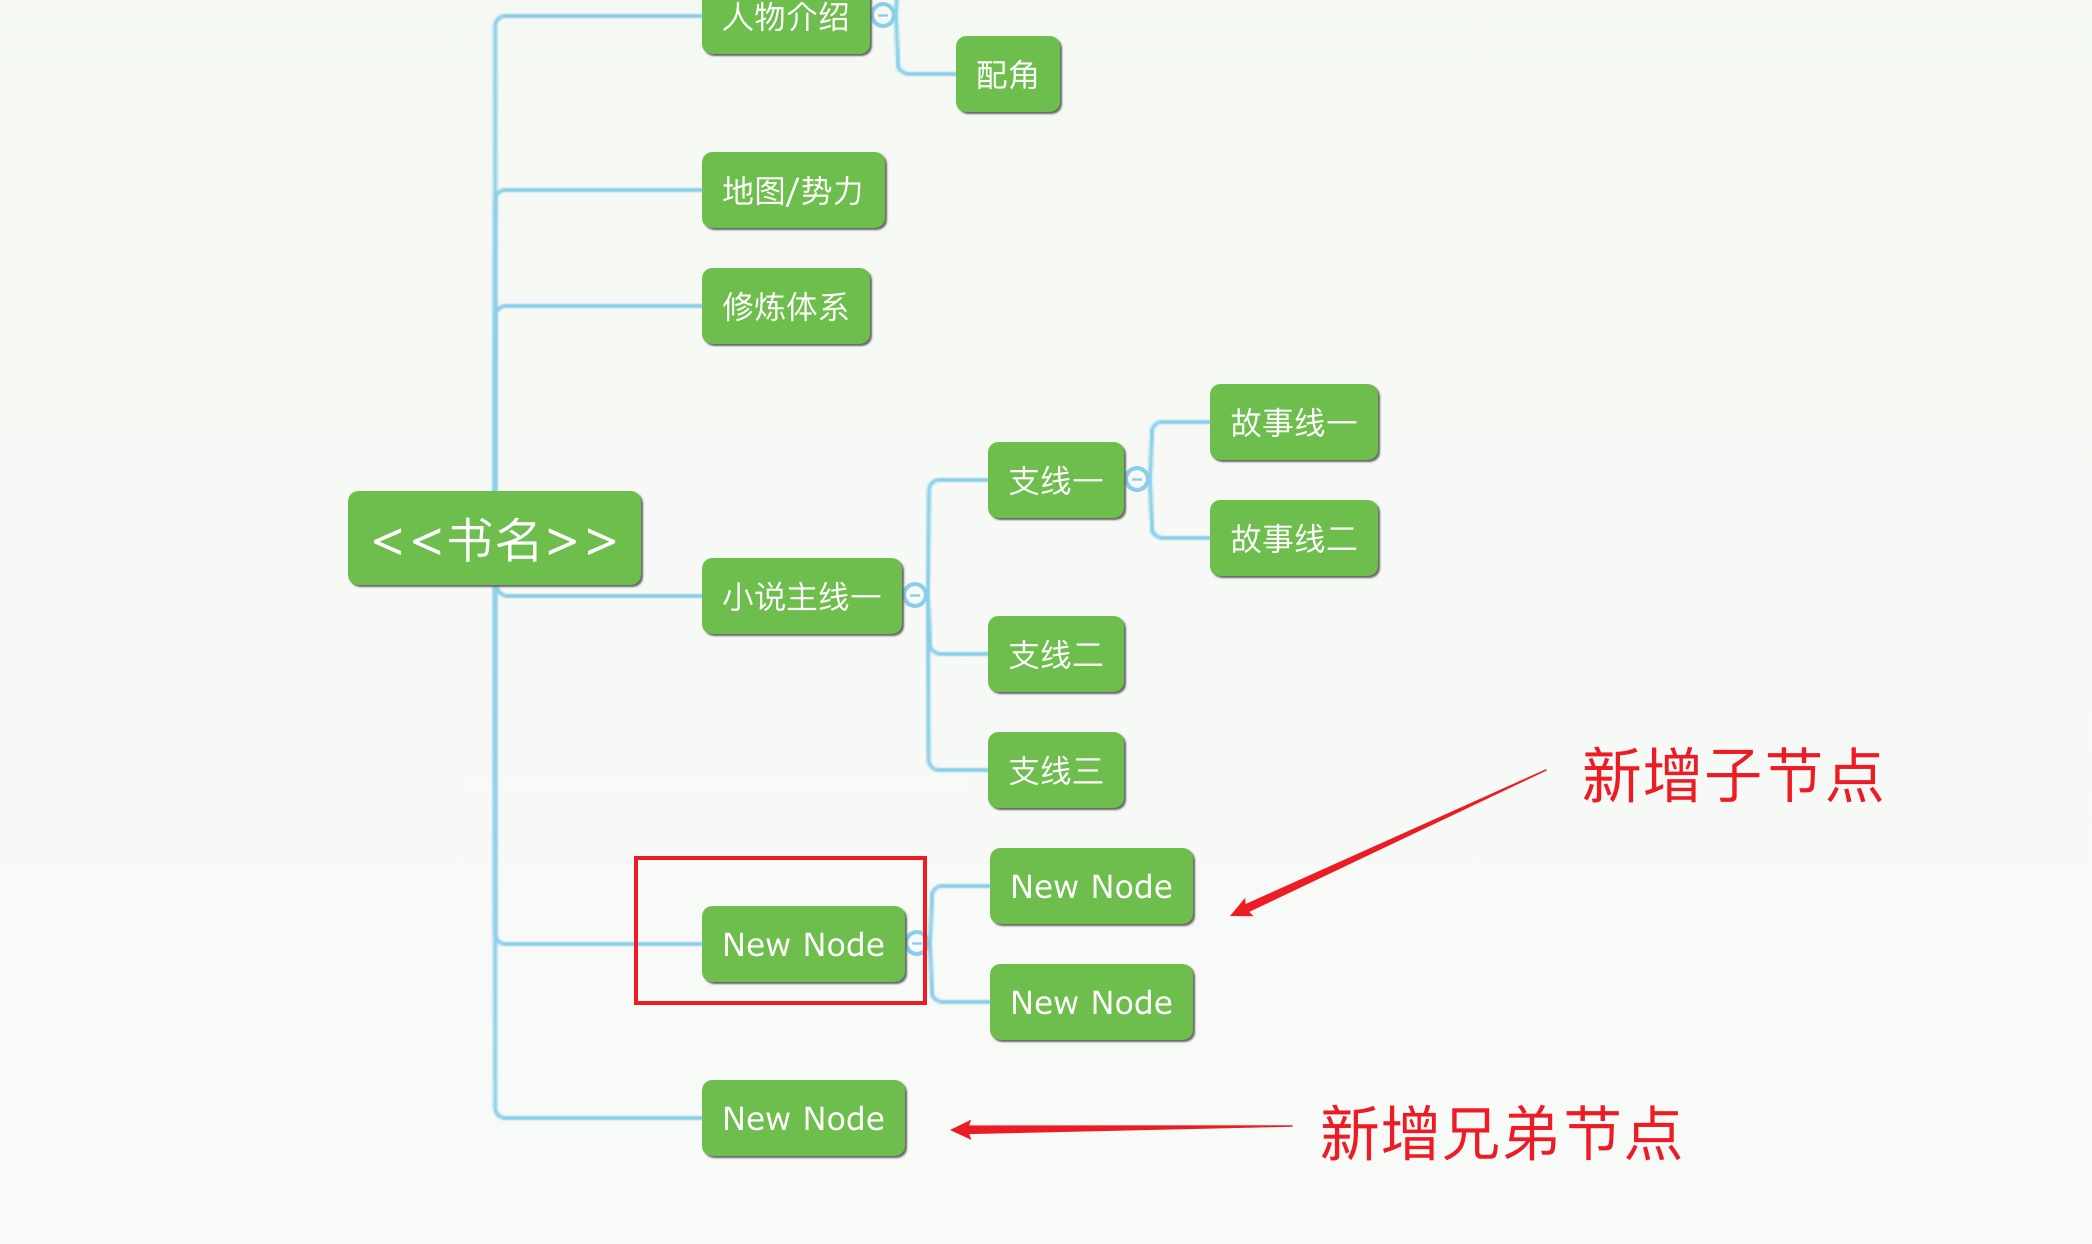 人物介绍
配角
地图/势力
修炼体系
故事线一
支线一
故事线二
<<书名>>
小说主线一
支线二
支线三
新增子节点
New Node
New Node
New Node
New Node
新增兄弟节点